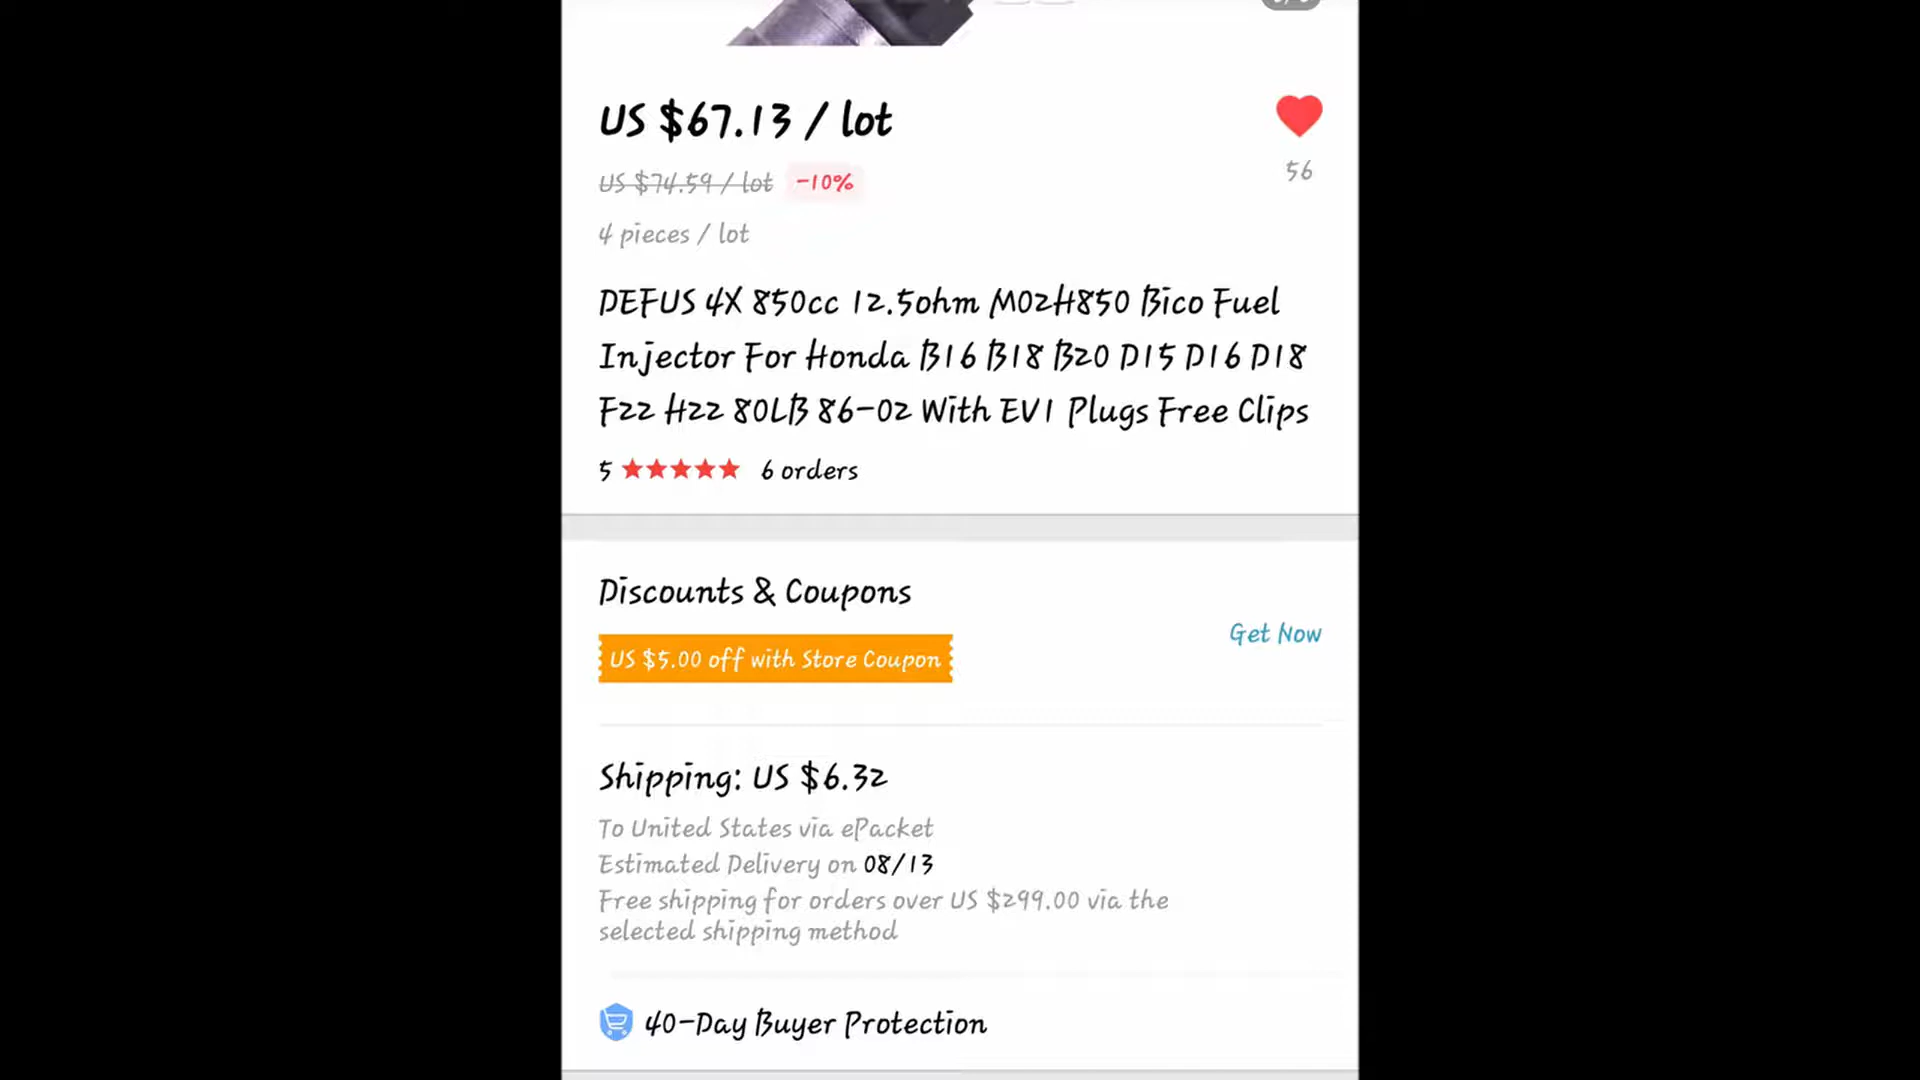 US $67.13 / lot
56
US $74.59 / lot -10%
4 pieces / lot
DEFUS 4X 850cc 12.5ohm M02H850 Bico Fuel
Injector For Honda B16 B18 B20 D15 D16 D18
F22 H22 80LB 86-02 With EV1 Plugs Free Clips
5 6 orders
Discounts & Coupons
Get Now
US $5.00 off with Store Coupon
Shipping: US $6.32
To United States via ePacket
Estimated Delivery on 08/13
Free shipping for orders over US $299.00 via the
selected shipping method
40-Day Buyer Protection